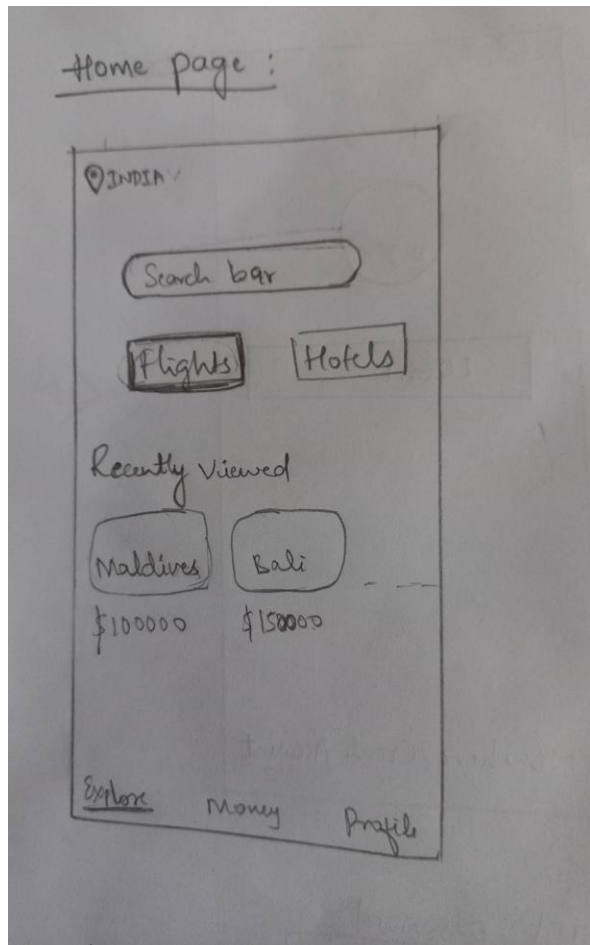 Home page :
INDIA
Search bar
Flights Hotels
Recently Viewed
Maldives Bali
$100000 $150000
Explore Money Profile